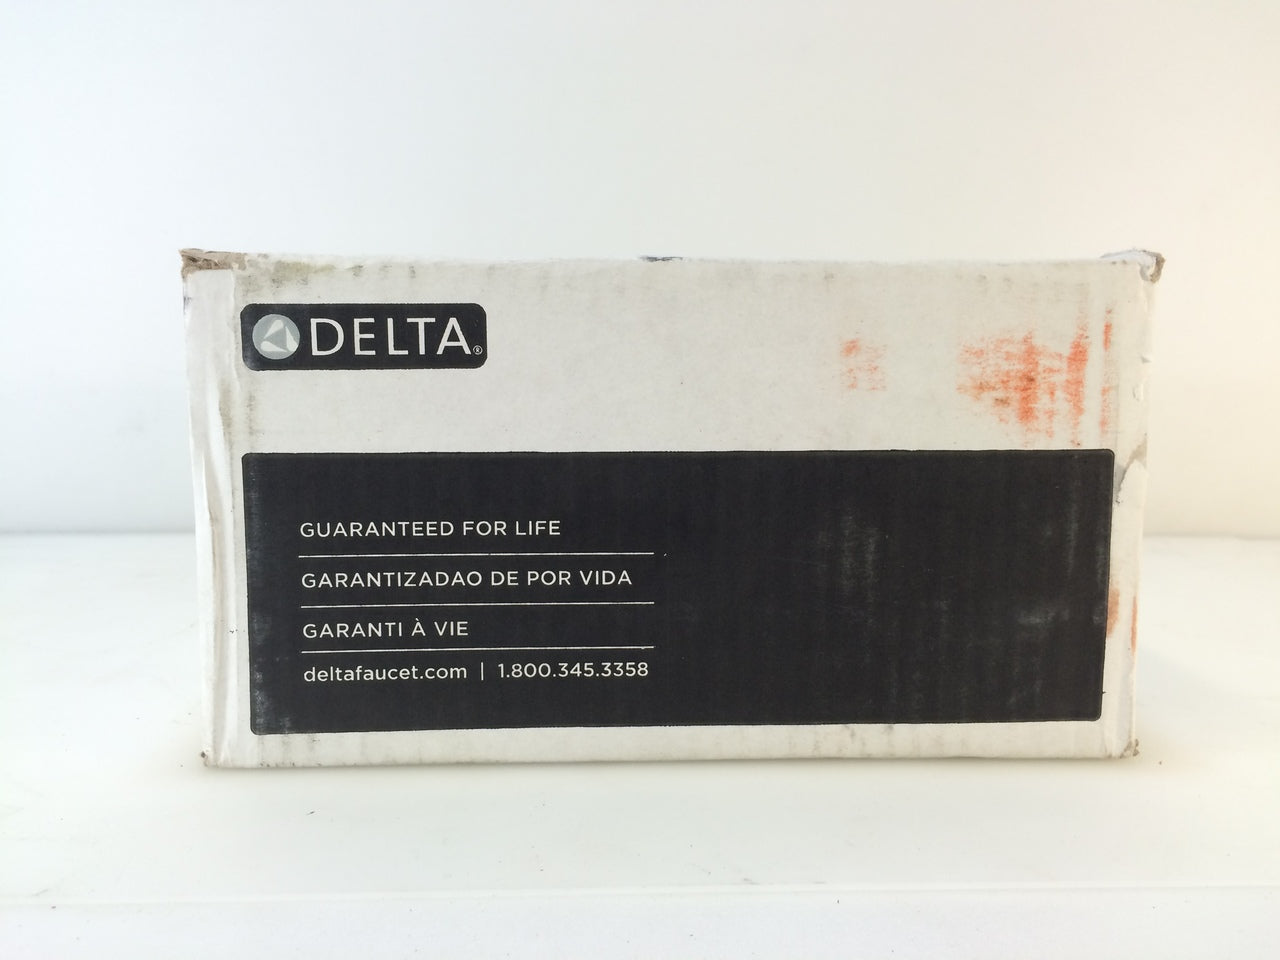 DELTA®
GUARANTEED FOR LIFE
GARANTIZADAO DE POR VIDA
GARANTI À VIE
deltafaucet.com | 1.800.345.3358